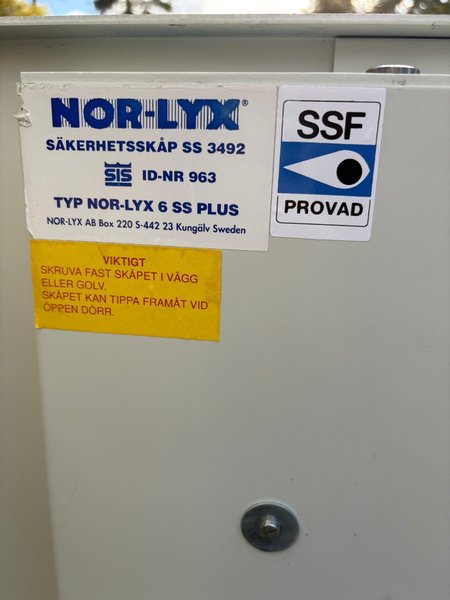 NOR-LYX®
SÄKERHETSSKÅP SS 3492
SIS ID-NR 963
TYP NOR-LYX 6 SS PLUS
NOR-LYX AB Box 220 S-442 23 Kungälv Sweden
SSF
PROVAD
VIKTIGT
SKRUVA FAST SKÅPET I VÄGG
ELLER GOLV.
SKÅPET KAN TIPPA FRAMÅT VID
ÖPPEN DÖRR.